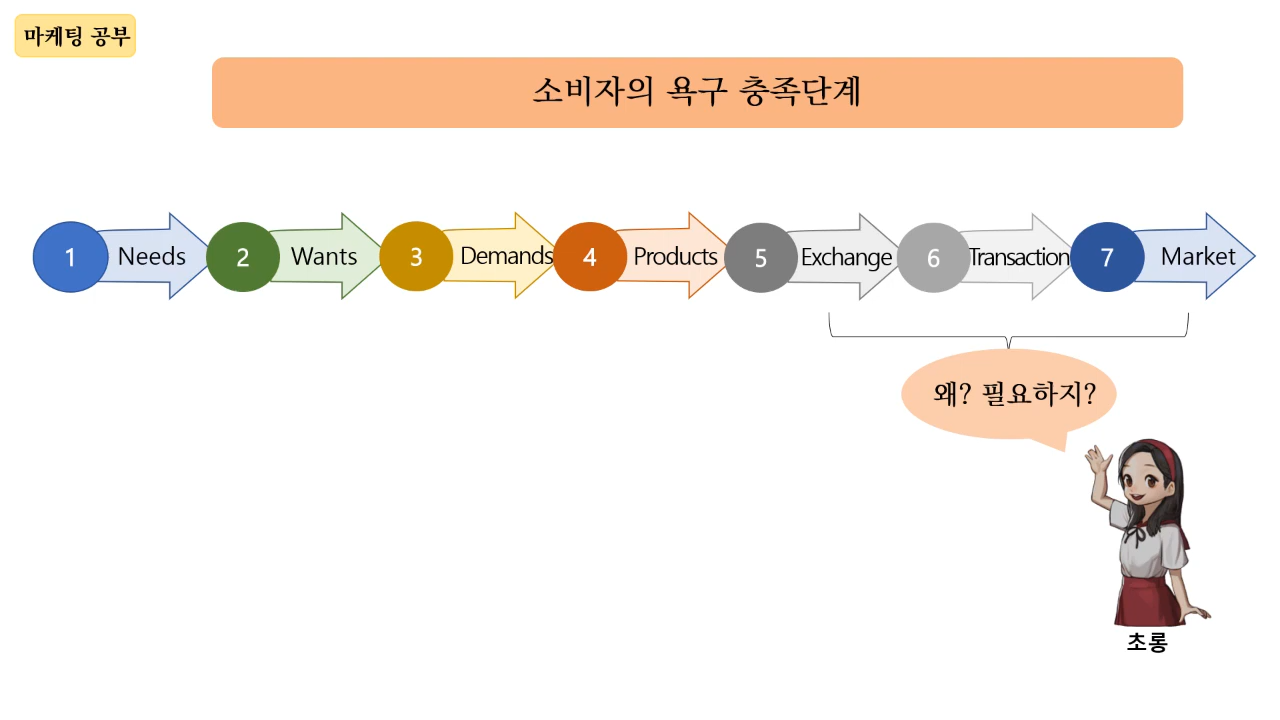 마케팅 공부
소비자의 욕구 충족단계
1 Needs 2 Wants 3 Demands 4 Products 5 Exchange 6 Transaction 7 Market
왜? 필요하지?
초롱